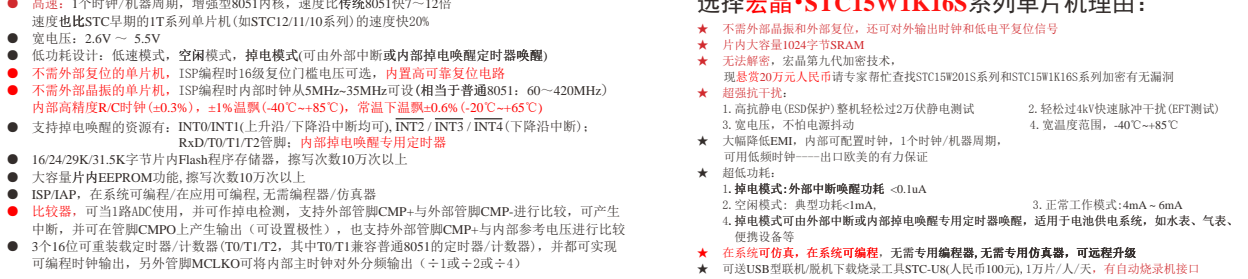 高速：1个时钟/机器周期，增强型8051内核，速度比传统8051快7～12倍
速度也比STC早期的1T系列单片机(如STC12/11/10系列)的速度快20%
● 宽电压：2.6V ～ 5.5V
● 低功耗设计：低速模式，空闲模式，掉电模式(可由外部中断或内部掉电唤醒定时器唤醒)
● 不需外部复位的单片机，ISP编程时16级复位门槛电压可选，内置高可靠复位电路
● 不需外部晶振的单片机，ISP编程时内部时钟从5MHz~35MHz可设(相当于普通8051：60～420MHz)
内部高精度R/C时钟(±0.3%)，±1%温飘(-40℃~+85℃)，常温下温飘±0.6%(-20℃~+65℃)
● 支持掉电唤醒的资源有：INT0/INT1(上升沿/下降沿中断均可), INT2 / INT3 / INT4(下降沿中断)；
RxD/T0/T1/T2管脚；内部掉电唤醒专用定时器
● 16/24/29K/31.5K字节片内Flash程序存储器，擦写次数10万次以上
● 大容量片内EEPROM功能,擦写次数10万次以上
● ISP/IAP，在系统可编程/在应用可编程,无需编程器/仿真器
● 比较器，可当1路ADC使用，并可作掉电检测，支持外部管脚CMP+与外部管脚CMP-进行比较，可产生
中断，并可在管脚CMPO上产生输出（可设置极性），也支持外部管脚CMP+与内部参考电压进行比较
● 3个16位可重装载定时器/计数器(T0/T1/T2，其中T0/T1兼容普通8051的定时器/计数器)，并都可实现
可编程时钟输出，另外管脚MCLKO可将内部主时钟对外分频输出（÷1或÷2或÷4）
选择宏晶·STC15W1K16S系列单片机理由：
★ 不需外部晶振和外部复位，还可对外输出时钟和低电平复位信号
★ 片内大容量1024字节SRAM
★ 无法解密，宏晶第九代加密技术，
现悬赏20万元人民币请专家帮忙查找STC15W201S系列和STC15W1K16S系列加密有无漏洞
★ 超强抗干扰：
1.高抗静电(ESD保护)整机轻松过2万伏静电测试 2.轻松过4kV快速脉冲干扰(EFT测试)
3.宽电压，不怕电源抖动 4.宽温度范围，-40℃~+85℃
★ 大幅降低EMI，内部可配置时钟，1个时钟/机器周期，
可用低频时钟----出口欧美的有力保证
★ 超低功耗：
1.掉电模式:外部中断唤醒功耗 <0.1uA
2.空闲模式：典型功耗<1mA, 3.正常工作模式:4mA ~ 6mA
4.掉电模式可由外部中断或内部掉电唤醒专用定时器唤醒，适用于电池供电系统，如水表、气表、
便携设备等
★ 在系统可仿真，在系统可编程，无需专用编程器,无需专用仿真器，可远程升级
★ 可送USB型联机/脱机下载烧录工具STC-U8(人民币100元),1万片/人/天，有自动烧录机接口